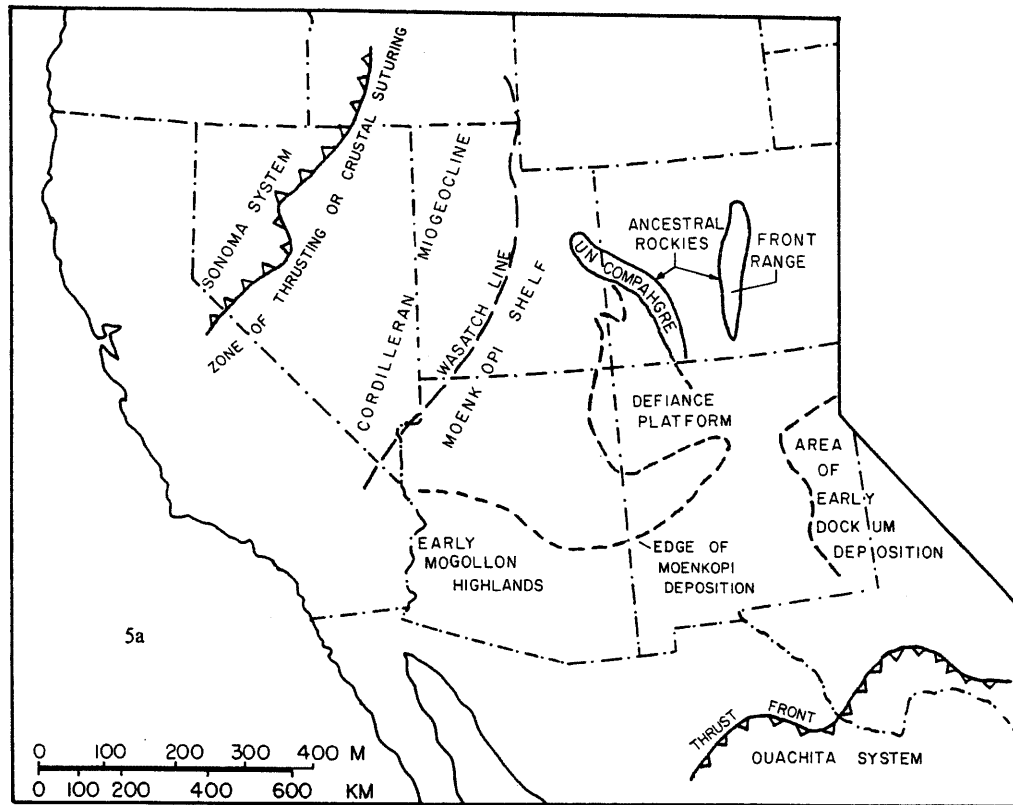 SONOMA SYSTEM
ZONE OF THRUSTING OR CRUSTAL SUTURING
CORDILLERAN MIOGEOCLINE
WASATCH LINE
MOENKOPI SHELF
UNCOMPAHGRE
ANCESTRAL
ROCKIES
FRONT
RANGE
DEFIANCE
PLATFORM
AREA
OF
EARLY
DOCKUM
DEPOSITION
EARLY
MOGOLLON
HIGHLANDS
EDGE OF
MOENKOPI
DEPOSITION
5a
THRUST FRONT
OUACHITA SYSTEM
0 100 200 300 400 M
0 100 200 400 600 KM